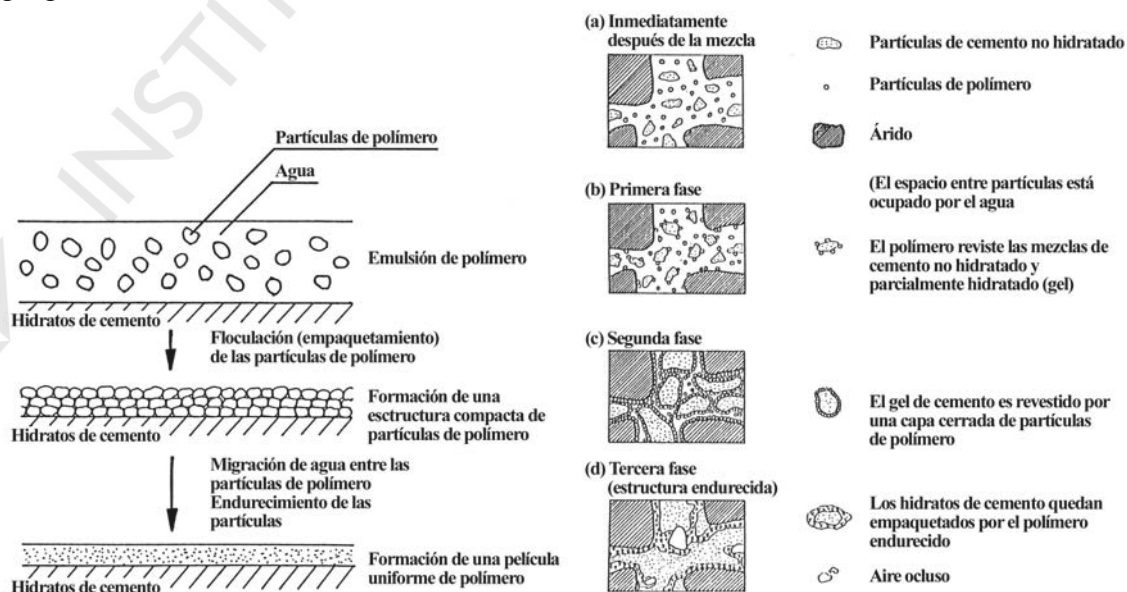 Partículas de polímero
Agua
Emulsión de polímero
Hidratos de cemento
Floculación (empaquetamiento)
de las partículas de polímero
Formación de una
esctructura compacta de
partículas de polímero
Hidratos de cemento
Migración de agua entre las
partículas de polímero
Endurecimiento de las
partículas
Formación de una película
uniforme de polímero
Hidratos de cemento
(a) Inmediatamente
después de la mezcla
Partículas de cemento no hidratado
Partículas de polímero
Árido
(El espacio entre partículas está
ocupado por el agua
(b) Primera fase
El polímero reviste las mezclas de
cemento no hidratado y
parcialmente hidratado (gel)
(c) Segunda fase
El gel de cemento es revestido por
una capa cerrada de partículas
de polímero
(d) Tercera fase
(estructura endurecida)
Los hidratos de cemento quedan
empaquetados por el polímero
endurecido
Aire ocluso
INSTI